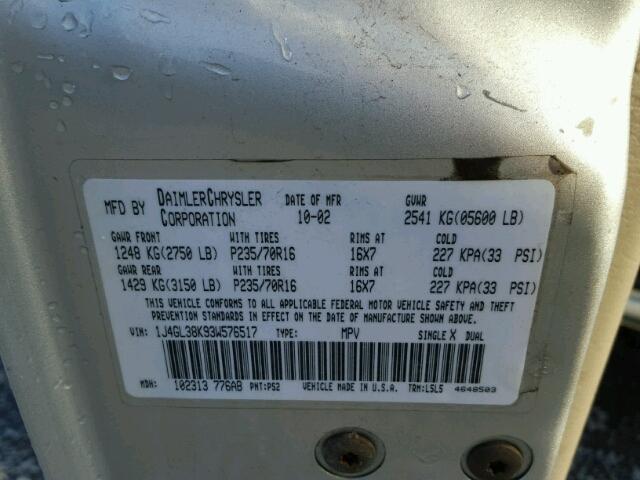 MFD BY DAIMLERCHRYSLER CORPORATION DATE OF MFR 10-02 GVWR 2541 KG(05600 LB)
GAWR FRONT WITH TIRES RIMS AT COLD
1248 KG(2750 LB) P235/70R16 16X7 227 KPA(33 PSI)
GAWR REAR WITH TIRES RIMS AT COLD
1429 KG(3150 LB) P235/70R16 16X7 227 KPA(33 PSI)
THIS VEHICLE CONFORMS TO ALL APPLICABLE FEDERAL MOTOR VEHICLE SAFETY AND THEFT
PREVENTION STANDARDS IN EFFECT ON THE DATE OF MANUFACTURE SHOWN ABOVE.
VIN: 1J4GL38K93W576517 TYPE: MPV SINGLE X DUAL
MDH: 102313 776AB PNT:PS2 VEHICLE MADE IN U.S.A. TRM:L5L5 4648503